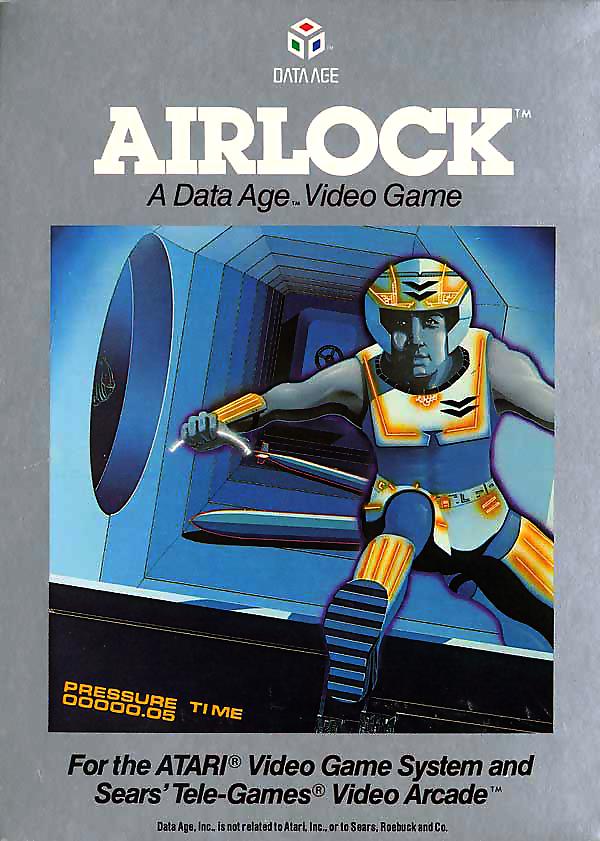 DATA AGE
AIRLOCK™
A Data Age™ Video Game
PRESSURE TIME
00000.05
For the ATARI® Video Game System and
Sears' Tele-Games® Video Arcade™
Data Age, Inc., is not related to Atari, Inc., or to Sears, Roebuck and Co.